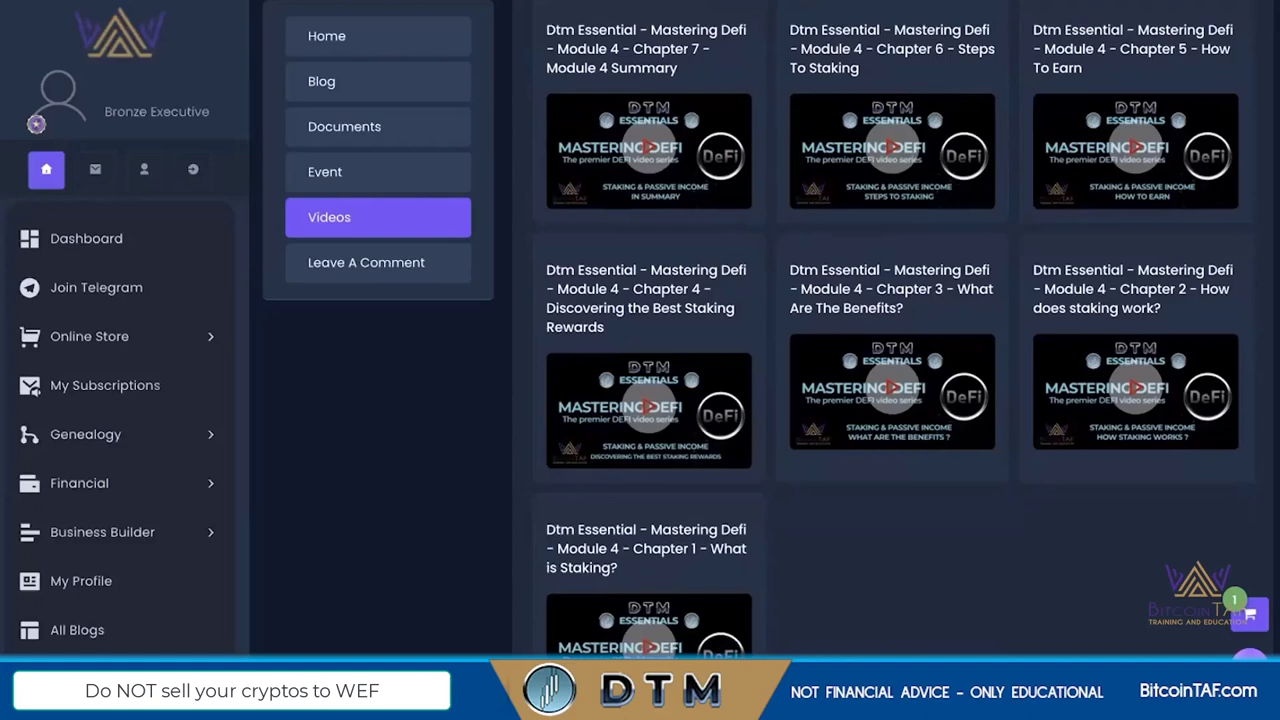 Bronze Executive
Dashboard
Join Telegram
Online Store
My Subscriptions
Genealogy
Financial
Business Builder
My Profile
All Blogs
Home
Blog
Documents
Event
Videos
Leave A Comment
Dtm Essential - Mastering Defi
- Module 4 - Chapter 7 -
Module 4 Summary
DTM
ESSENTIALS
MASTERING DEFI
The premier DEFI video series
DeFi
STAKING & PASSIVE INCOME
IN SUMMARY
Dtm Essential - Mastering Defi
- Module 4 - Chapter 6 - Steps
To Staking
DTM
ESSENTIALS
MASTERING DEFI
The premier DEFI video series
DeFi
STAKING & PASSIVE INCOME
STEPS TO STAKING
Dtm Essential - Mastering Defi
- Module 4 - Chapter 5 - How
To Earn
DTM
ESSENTIALS
MASTERING DEFI
The premier DEFI video series
DeFi
STAKING & PASSIVE INCOME
HOW TO EARN
Dtm Essential - Mastering Defi
- Module 4 - Chapter 4 -
Discovering the Best Staking
Rewards
DTM
ESSENTIALS
MASTERING DEFI
The premier DEFI video series
DeFi
STAKING & PASSIVE INCOME
DISCOVERING THE BEST STAKING REWARDS
Dtm Essential - Mastering Defi
- Module 4 - Chapter 3 - What
Are The Benefits?
DTM
ESSENTIALS
MASTERING DEFI
The premier DEFI video series
DeFi
STAKING & PASSIVE INCOME
WHAT ARE THE BENEFITS ?
Dtm Essential - Mastering Defi
- Module 4 - Chapter 2 - How
does staking work?
DTM
ESSENTIALS
MASTERING DEFI
The premier DEFI video series
DeFi
STAKING & PASSIVE INCOME
HOW STAKING WORKS ?
Dtm Essential - Mastering Defi
- Module 4 - Chapter 1 - What
is Staking?
DTM
ESSENTIALS
MASTERING DEFI
DeFi
1
BITCOINTAF
TRAINING AND EDUCATION
Do NOT sell your cryptos to WEF
DTM
NOT FINANCIAL ADVICE - ONLY EDUCATIONAL
BitcoinTAF.com